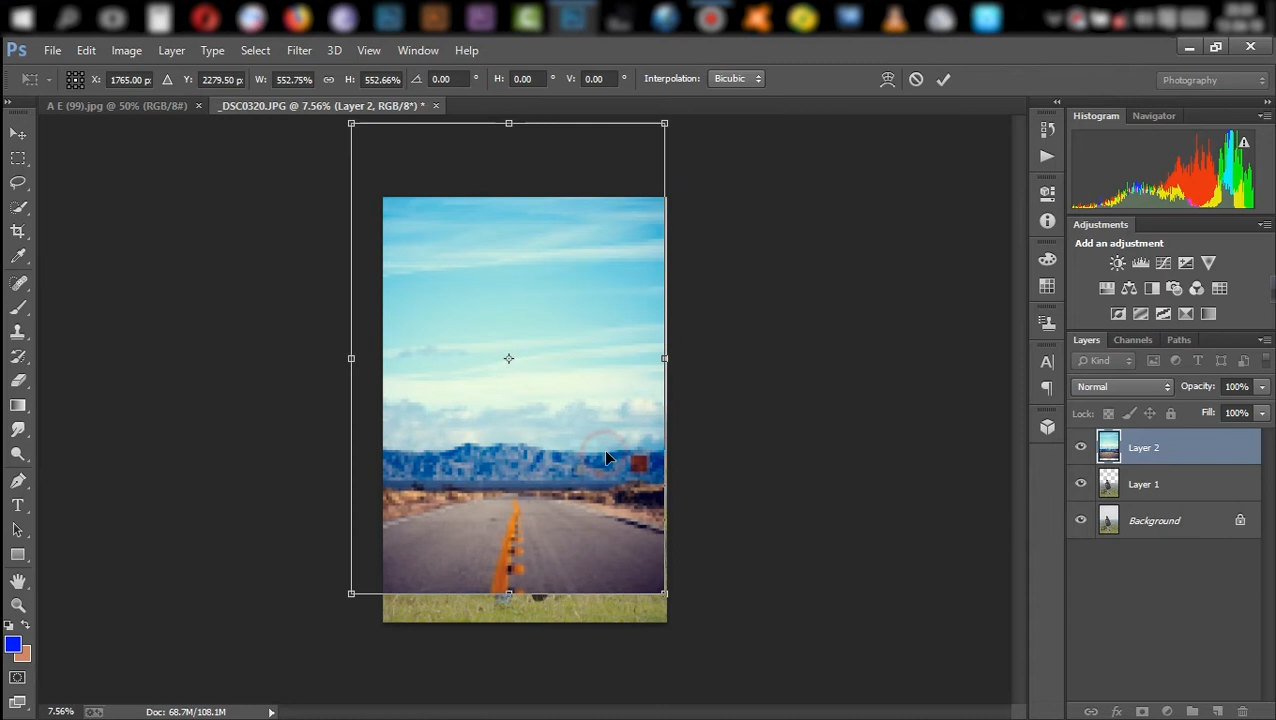 Ps File Edit Image Layer Type Select Filter 3D View Window Help
X: 1765.00 p: Y: 2279.50 p: W: 552.75% H: 552.66% 0.00 ° H: 0.00 ° V: 0.00 ° Interpolation: Bicubic Photography
A E (99).jpg @ 50% (RGB/8#) × _DSC0320.JPG @ 7.56% (Layer 2, RGB/8*) * ×
Histogram Navigator
Adjustments
Add an adjustment
Layers Channels Paths
Kind
Normal Opacity: 100%
Lock: Fill: 100%
Layer 2
Layer 1
Background
7.56% Doc: 68.7M/108.1M